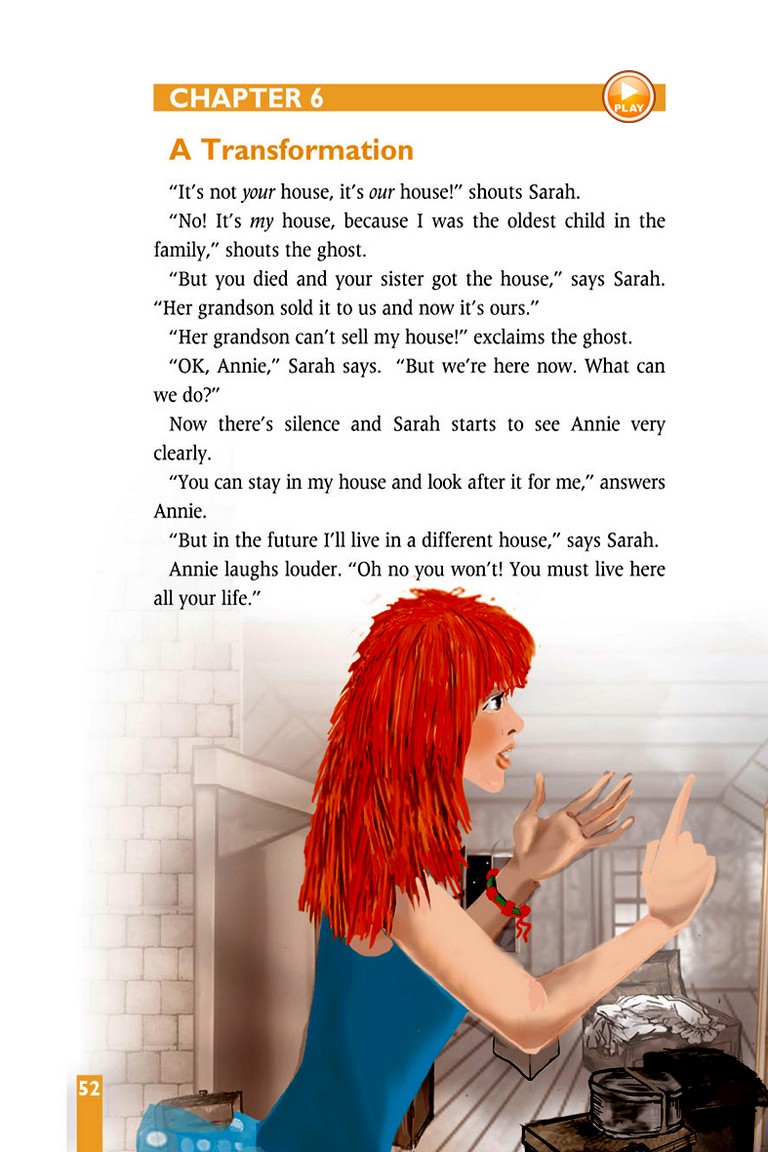 CHAPTER 6
PLAY
A Transformation
“It’s not your house, it’s our house!” shouts Sarah.
“No! It’s my house, because I was the oldest child in the
family,” shouts the ghost.
“But you died and your sister got the house,” says Sarah.
“Her grandson sold it to us and now it’s ours.”
“Her grandson can’t sell my house!” exclaims the ghost.
“OK, Annie,” Sarah says.  “But we’re here now. What can
we do?”
Now there’s silence and Sarah starts to see Annie very
clearly.
“You can stay in my house and look after it for me,” answers
Annie.
“But in the future I’ll live in a different house,” says Sarah.
Annie laughs louder. “Oh no you won’t! You must live here
all your life.”
52